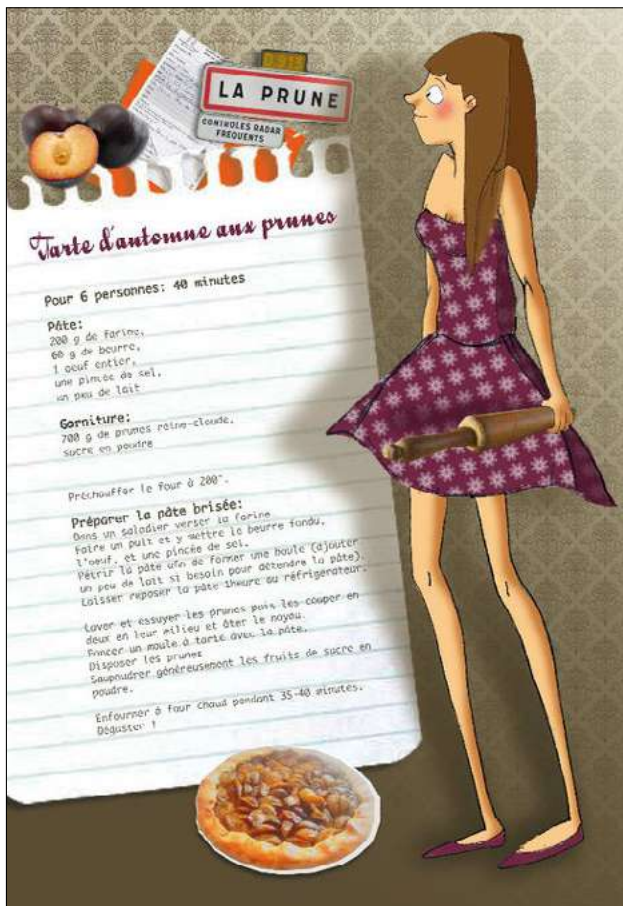 LA PRUNE
CONTROLES RADAR
FREQUENTS
Tarte d'automne aux prunes
Pour 6 personnes: 40 minutes
Pâte:
200 g de farine,
60 g de beurre,
1 oeuf entier,
une pincée de sel,
un peu de lait
Garniture:
700 g de prunes reine-claude,
sucre en poudre
Préchauffer le four à 200°.
Préparer la pâte brisée:
Dans un saladier verser la farine
Faire un puit et y mettre le beurre fondu,
l'oeuf, et une pincée de sel.
Pétrir la pâte afin de former une boule (ajouter
un peu de lait si besoin pour détendre la pâte).
Laisser reposer la pâte 1heure au réfrigérateur.
Laver et essuyer les prunes puis les couper en
deux en leur milieu et ôter le noyau.
Foncer un moule à tarte avec la pâte.
Disposer les prunes
Saupoudrer généreusement les fruits de sucre en
poudre.
Enfourner à four chaud pendant 35-40 minutes.
Déguster !